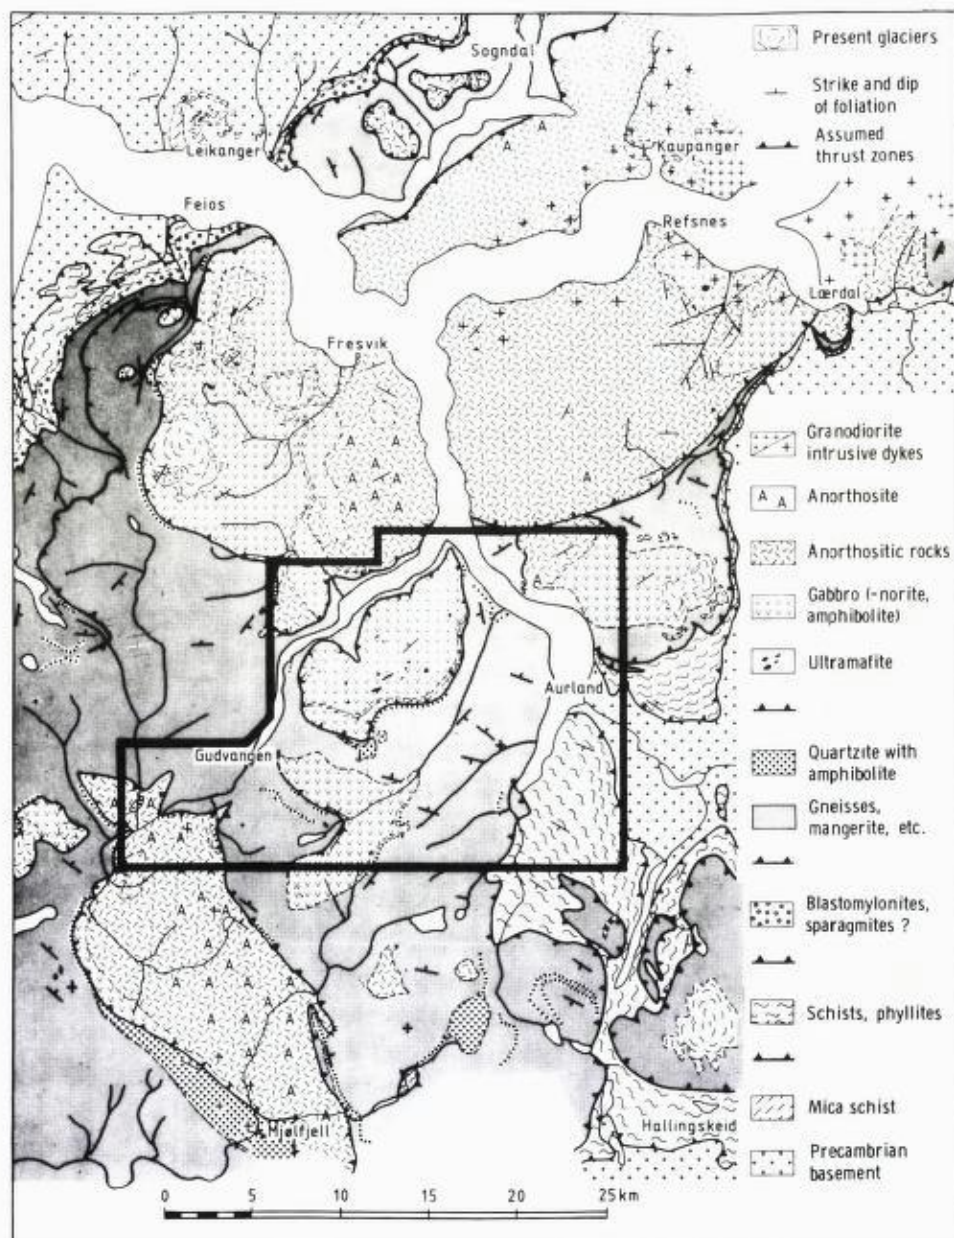 Sogndal
Present glaciers
Strike and dip
of foliation
Assumed
thrust zones
Leikanger
Kaupanger
Feios
Refsnes
Lærdal
Fresvik
Granodiorite
intrusive dykes
A
A
Anorthosite
Anorthositic rocks
Gabbro (-norite,
amphibolite)
Ultramafite
Aurland
Gudvangen
Quartzite with
amphibolite
Gneisses,
mangerite, etc.
Blastomylonites,
sparagmites ?
Schists, phyllites
Mjølfjell
Hallingskeid
Mica schist
Precambrian
basement
0 5 10 15 20 25 km